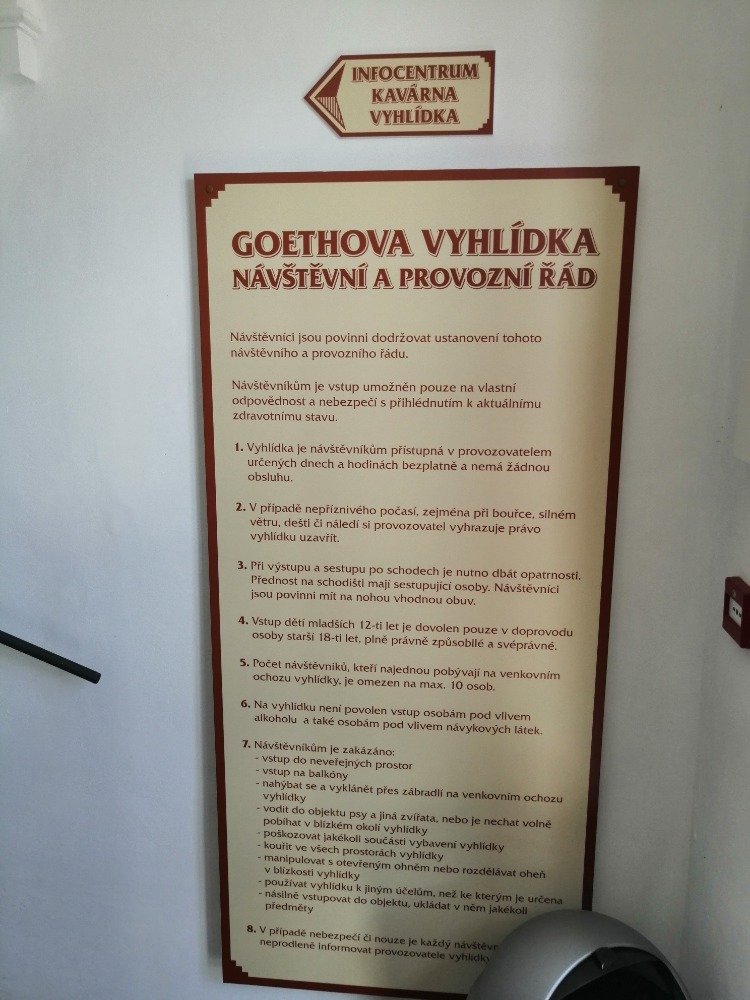 INFOCENTRUM
KAVÁRNA
VYHLÍDKA
GOETHOVA VYHLÍDKA
NÁVŠTĚVNÍ A PROVOZNÍ ŘÁD
Návštěvníci jsou povinni dodržovat ustanovení tohoto
návštěvního a provozního řádu.
Návštěvníkům je vstup umožněn pouze na vlastní
odpovědnost a nebezpečí s přihlédnutím k aktuálnímu
zdravotnímu stavu.
1. Vyhlídka je návštěvníkům přístupná v provozovatelem
určených dnech a hodinách bezplatně a nemá žádnou
obsluhu.
2. V případě nepříznivého počasí, zejména při bouřce, silném
větru, dešti či náledí si provozovatel vyhrazuje právo
vyhlídku uzavřít.
3. Při výstupu a sestupu po schodech je nutno dbát opatrnosti.
Přednost na schodišti mají sestupující osoby. Návštěvníci
jsou povinni mít na nohou vhodnou obuv.
4. Vstup dětí mladších 12-ti let je dovolen pouze v doprovodu
osoby starší 18-ti let, plně právně způsobilé a svéprávné.
5. Počet návštěvníků, kteří najednou pobývají na venkovním
ochozu vyhlídky, je omezen na max. 10 osob.
6. Na vyhlídku není povolen vstup osobám pod vlivem
alkoholu a také osobám pod vlivem návykových látek.
7. Návštěvníkům je zakázáno:
- vstup do neveřejných prostor
- vstup na balkóny
- nahýbat se a vyklánět přes zábradlí na venkovním ochozu
vyhlídky
- vodit do objektu psy a jiná zvířata, nebo je nechat volně
pobíhat v blízkém okolí vyhlídky
- poškozovat jakékoli součásti vybavení vyhlídky
- kouřit ve všech prostorách vyhlídky
- manipulovat s otevřeným ohněm nebo rozdělávat oheň
v blízkosti vyhlídky
- používat vyhlídku k jiným účelům, než ke kterým je určena
- násilně vstupovat do objektu, ukládat v něm jakékoli
předměty
8. V případě nebezpečí či nouze je každý návštěvn
neprodleně informovat provozovatele vyhlídky